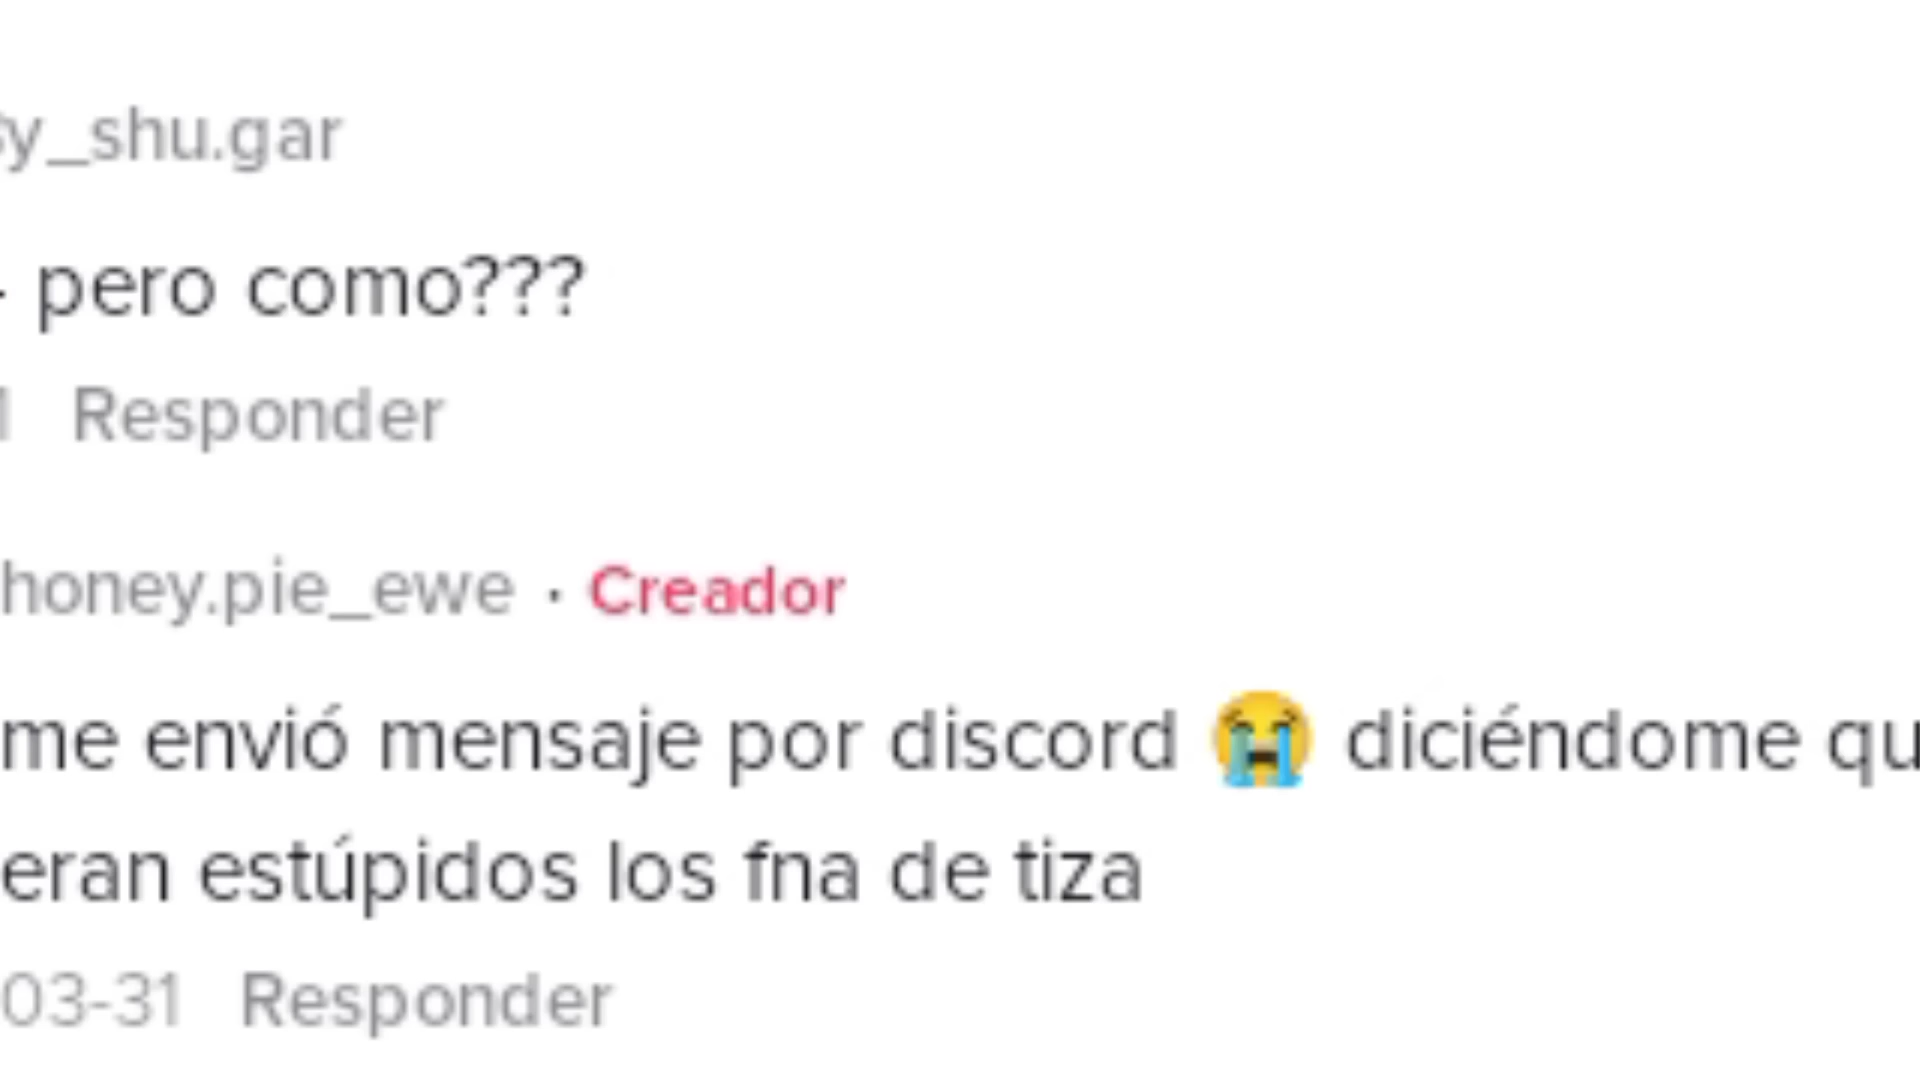 y_shu.gar
pero como???
Responder
honey.pie_ewe · Creador
me envió mensaje por discord 😭 diciéndome qu
eran estúpidos los fna de tiza
03-31 Responder